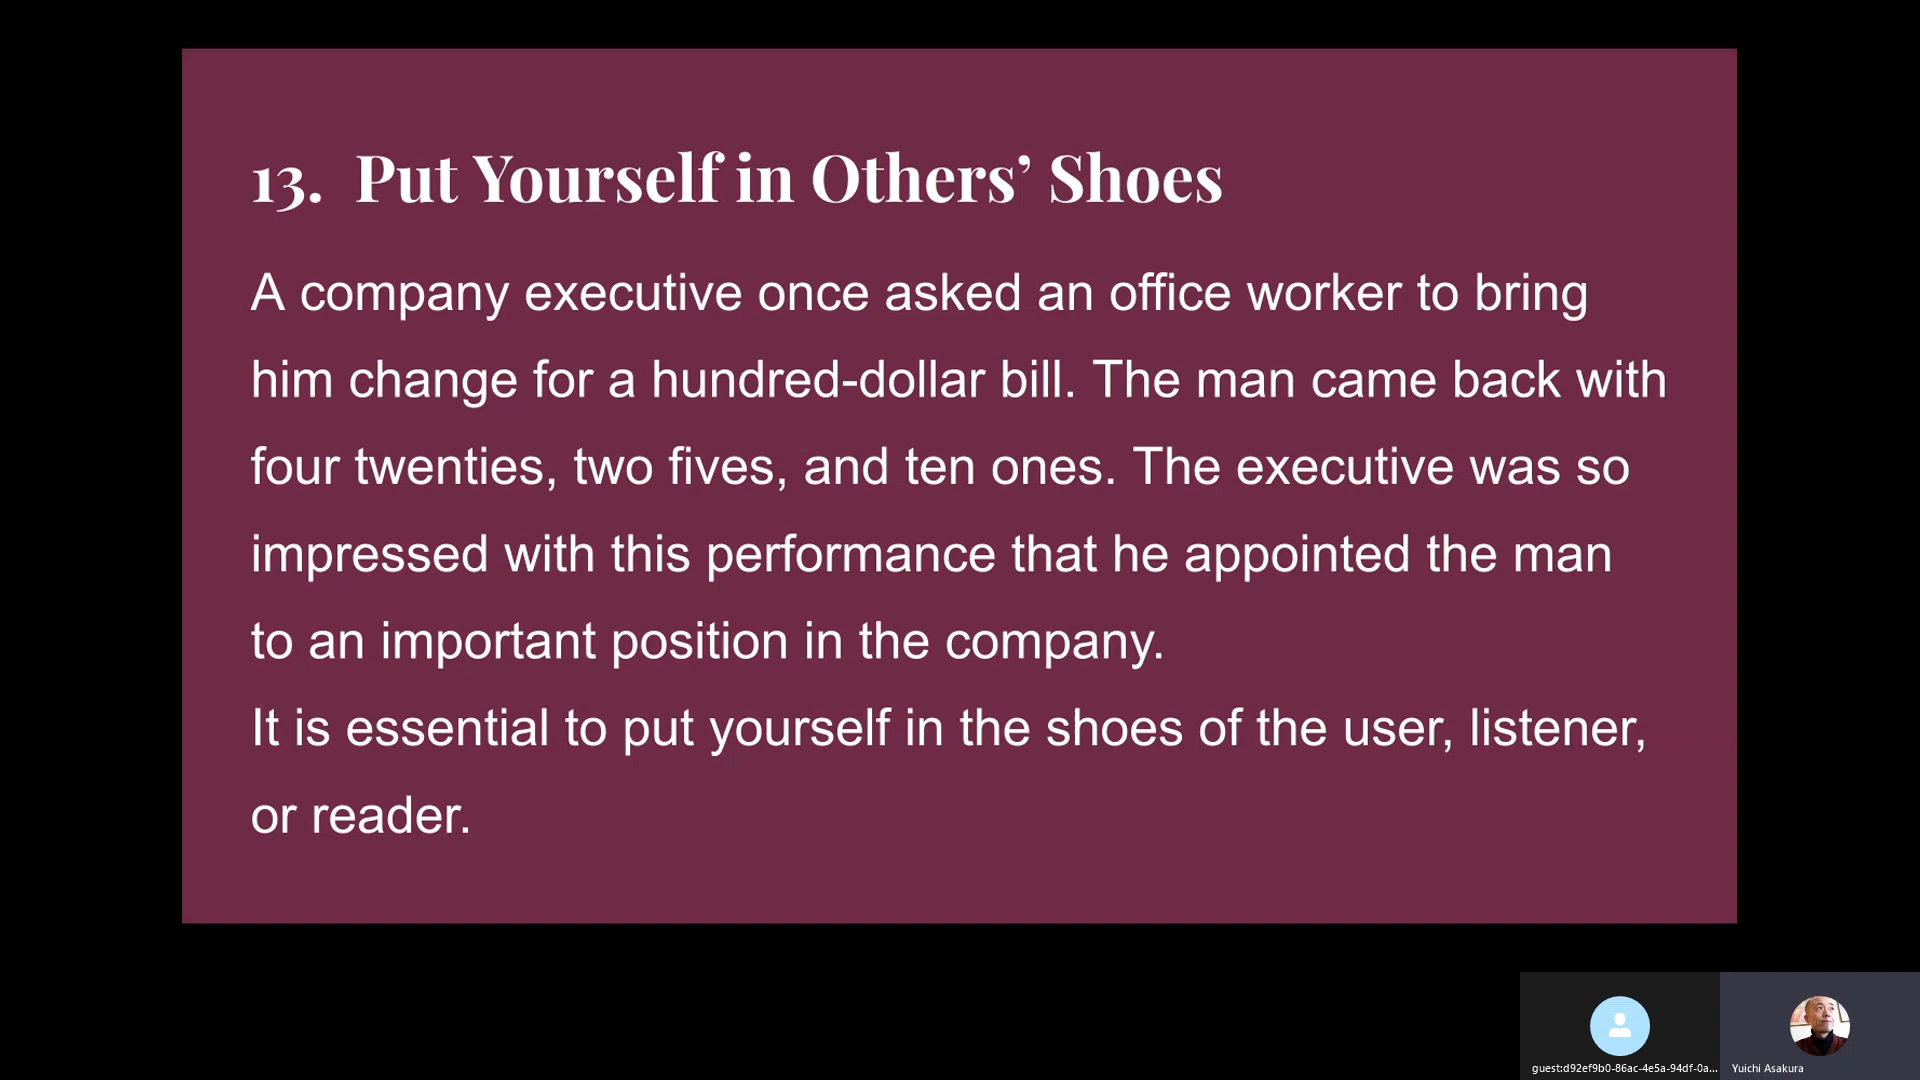 13. Put Yourself in Others’ Shoes
A company executive once asked an office worker to bring
him change for a hundred-dollar bill. The man came back with
four twenties, two fives, and ten ones. The executive was so
impressed with this performance that he appointed the man
to an important position in the company.
It is essential to put yourself in the shoes of the user, listener,
or reader.
guest:d92ef9b0-86ac-4e5a-94df-0a...
Yuichi Asakura